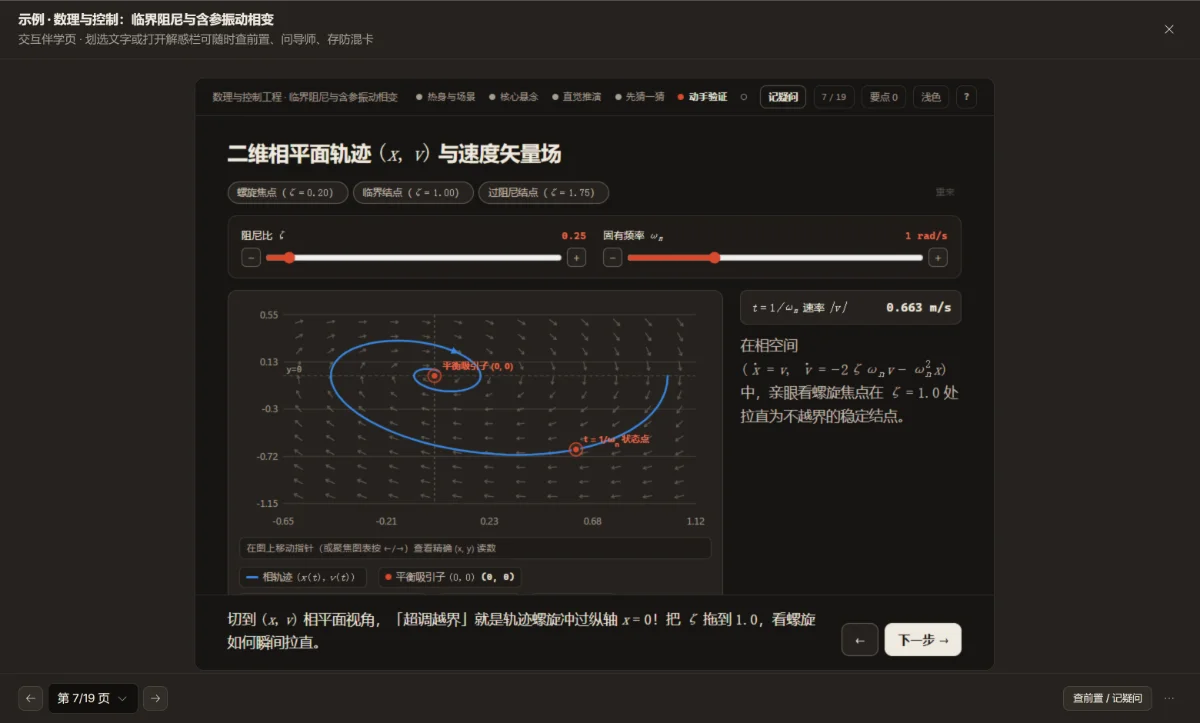 示例 · 数理与控制：临界阻尼与含参振动相变
交互伴学页 · 划选文字或打开解惑栏可随时查前置、问导师、存防混卡
数理与控制工程 · 临界阻尼与含参振动相变
热身与场景
核心悬念
直觉推演
先猜一猜
动手验证
记疑问
7 / 19
要点 0
浅色
?
二维相平面轨迹 (x, v) 与速度矢量场
螺旋焦点 ( ζ = 0.20)
临界结点 ( ζ = 1.00)
过阻尼结点 ( ζ = 1.75)
重来
阻尼比 ζ
0.25
固有频率 ωₙ
1 rad/s
−
+
−
+
0.55
0.13
-0.3
-0.72
-1.15
y=0
平衡吸引子 (0, 0)
t = 1/ωₙ 状态点
-0.65
-0.21
0.23
0.68
1.12
在图上移动指针（或聚焦图表按 ←/→）查看精确 (x, y) 读数
相轨迹 (x(t), v(t))
平衡吸引子 (0, 0) (0, 0)
t = 1/ωₙ 速率 |v|
0.663 m/s
在相空间
(ẋ = v, v̇ = −2 ζ ωₙv − ωₙ²x)
中，亲眼看螺旋焦点在 ζ = 1.0 处
拉直为不越界的稳定结点。
切到 (x, v) 相平面视角，「超调越界」就是轨迹螺旋冲过纵轴 x = 0！把 ζ 拖到 1.0，看螺旋
如何瞬间拉直。
←
下一步 →
←
第 7/19 页
→
查前置 / 记疑问